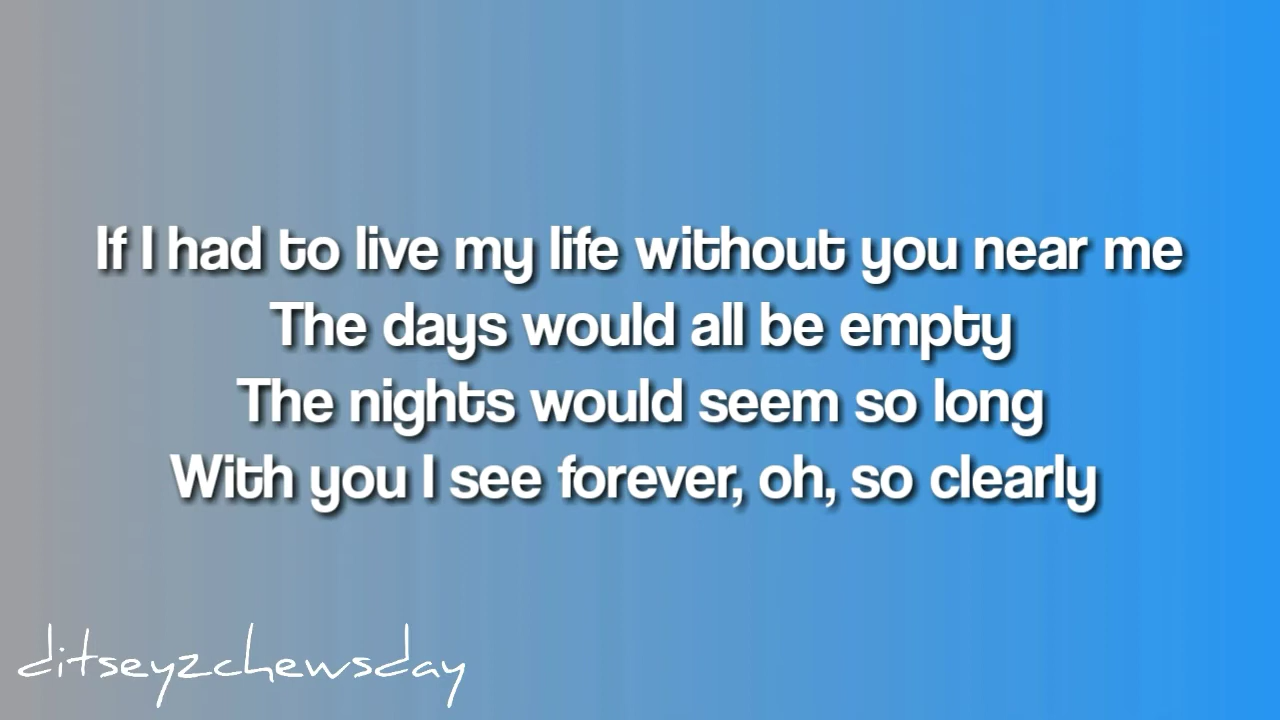 If I had to live my life without you near me
The days would all be empty
The nights would seem so long
With you I see forever, oh, so clearly
ditseyzchewsday